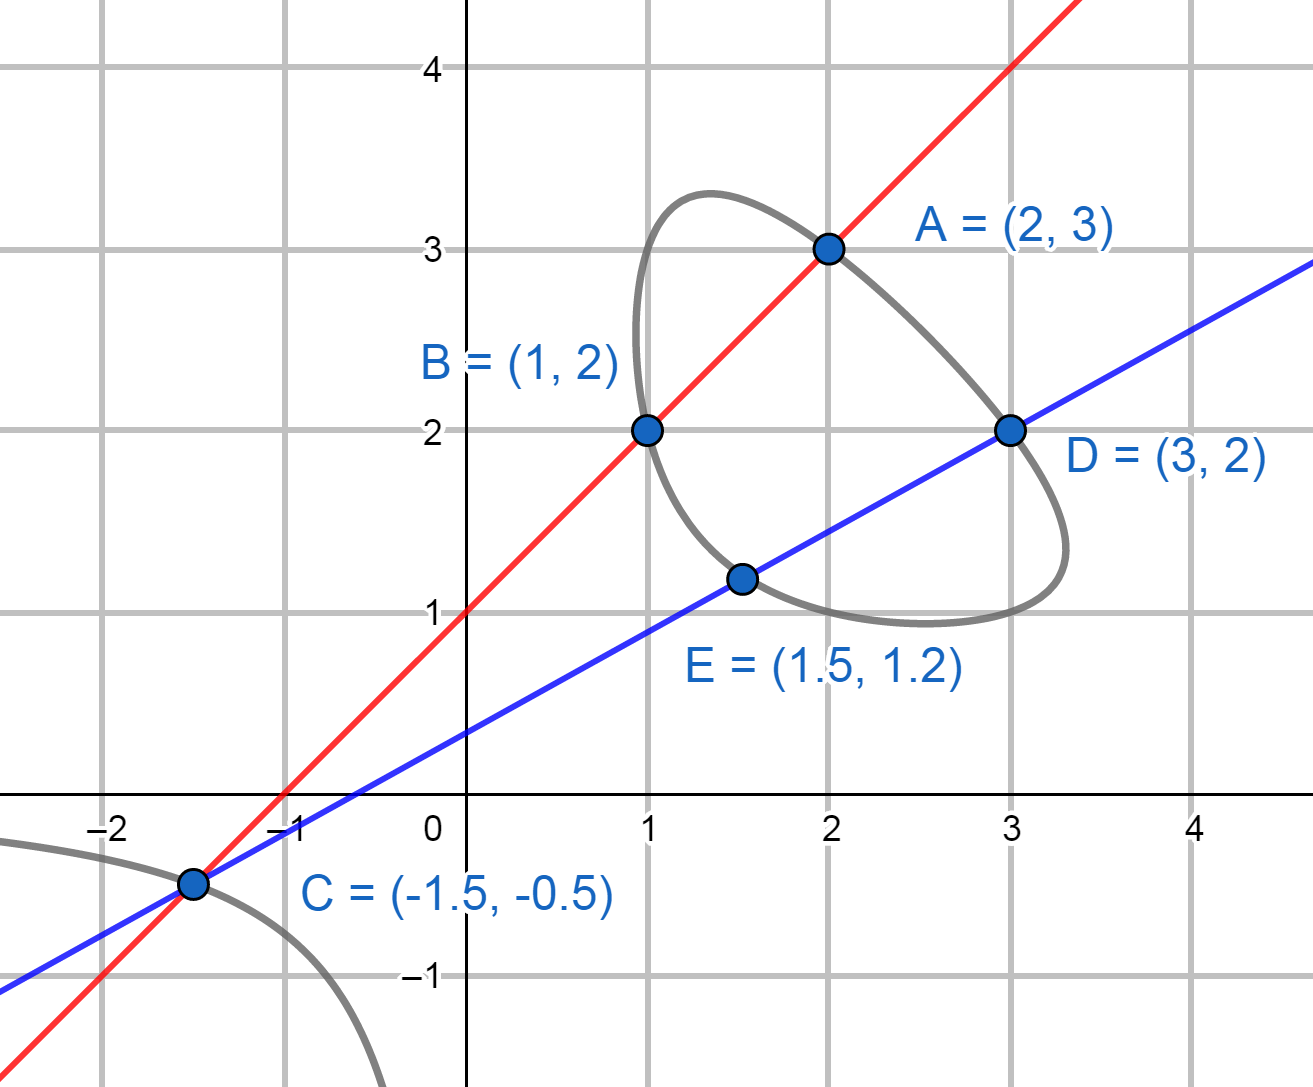 4
A = (2, 3)
3
B = (1, 2)
2
D = (3, 2)
1
E = (1.5, 1.2)
–2 –1 0 1 2 3 4
C = (-1.5, -0.5)
–1